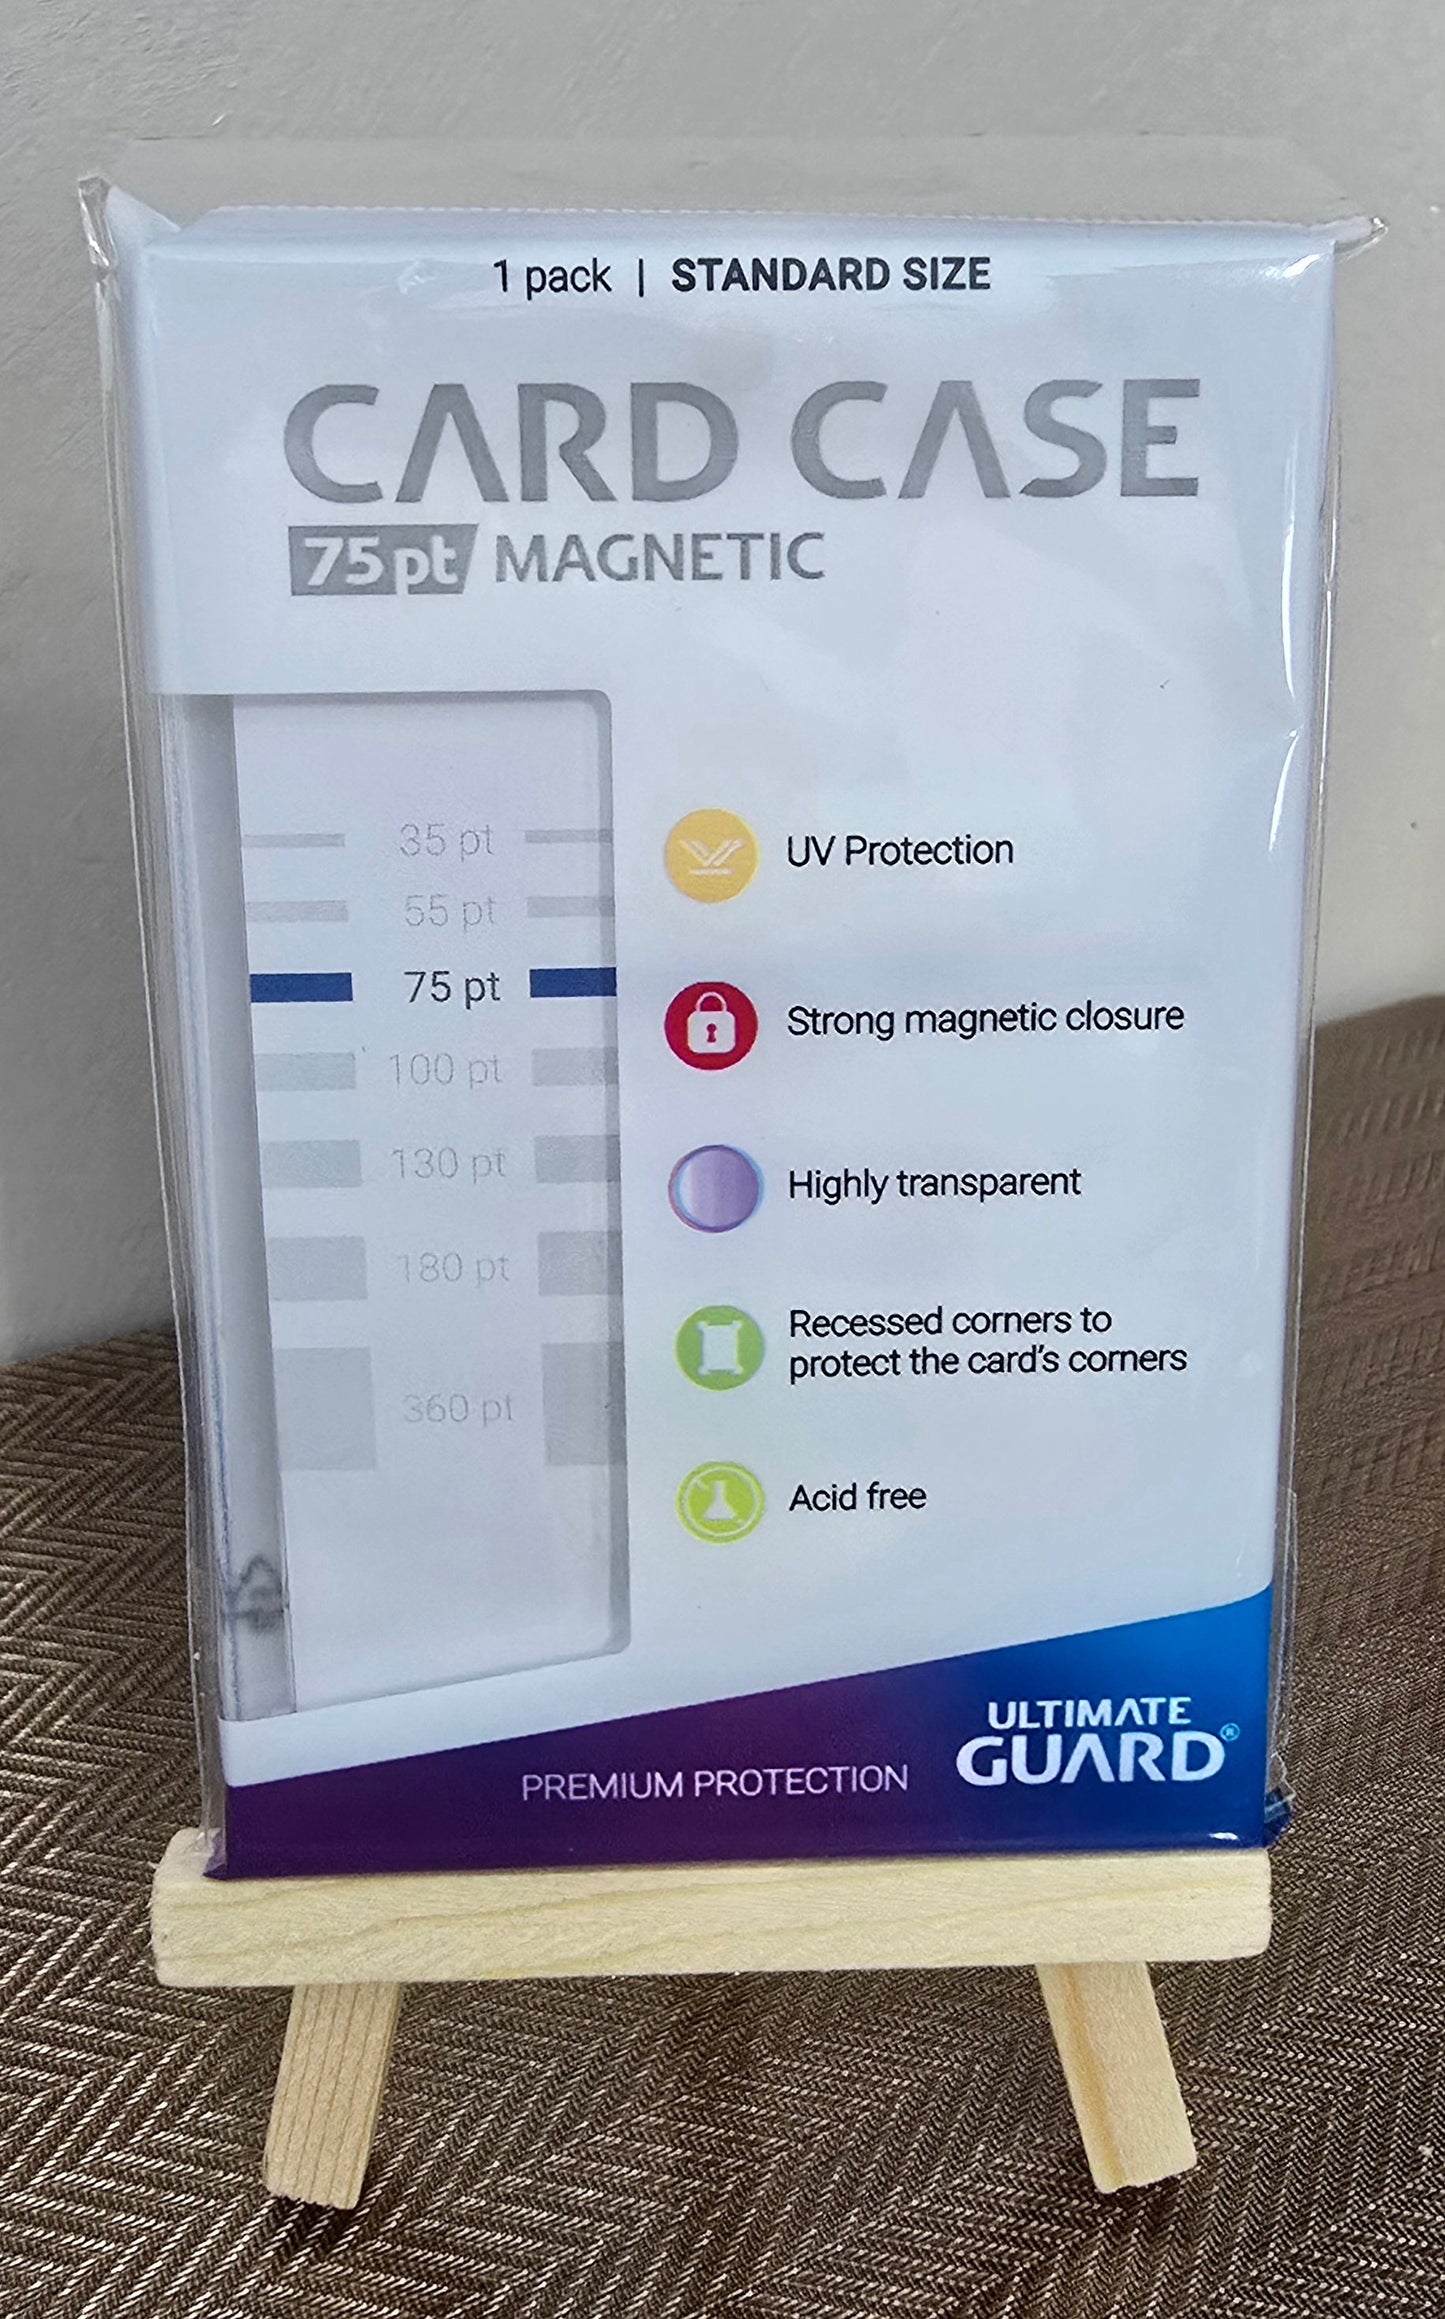 1 pack | STANDARD SIZE
CARD CASE
75pt MAGNETIC
35 pt
55 pt
75 pt
100 pt
130 pt
180 pt
360 pt
UV Protection
Strong magnetic closure
Highly transparent
Recessed corners to
protect the card's corners
Acid free
PREMIUM PROTECTION
ULTIMATE
GUARD®